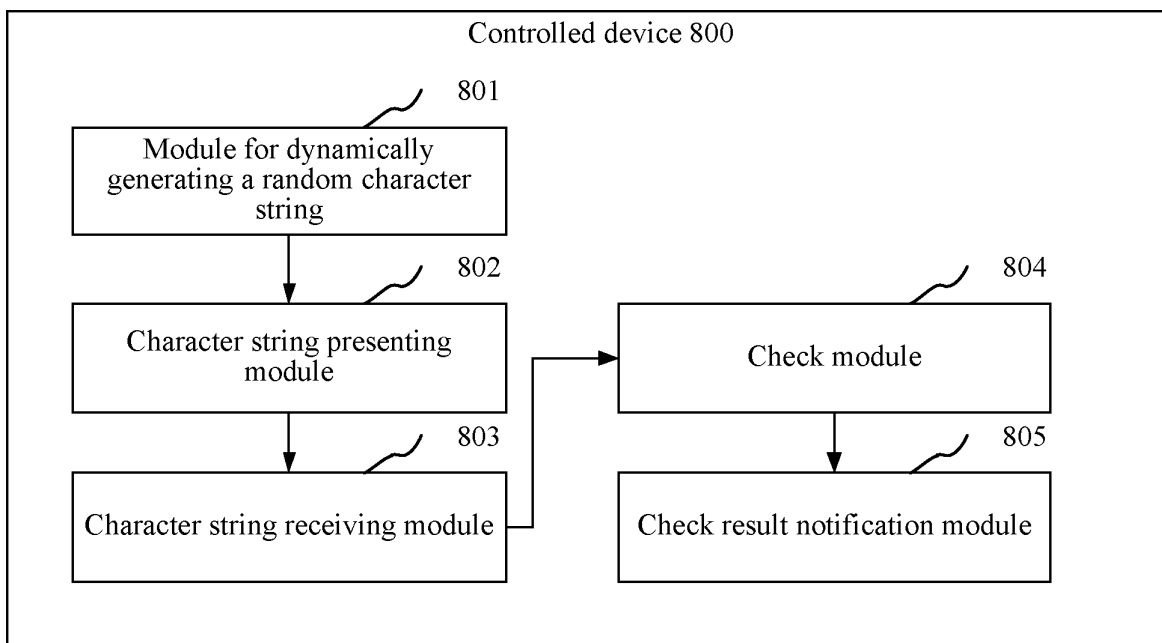 Controlled device 800
801
Module for dynamically
generating a random character
string
802
Character string presenting
module
803
Character string receiving module
804
Check module
805
Check result notification module